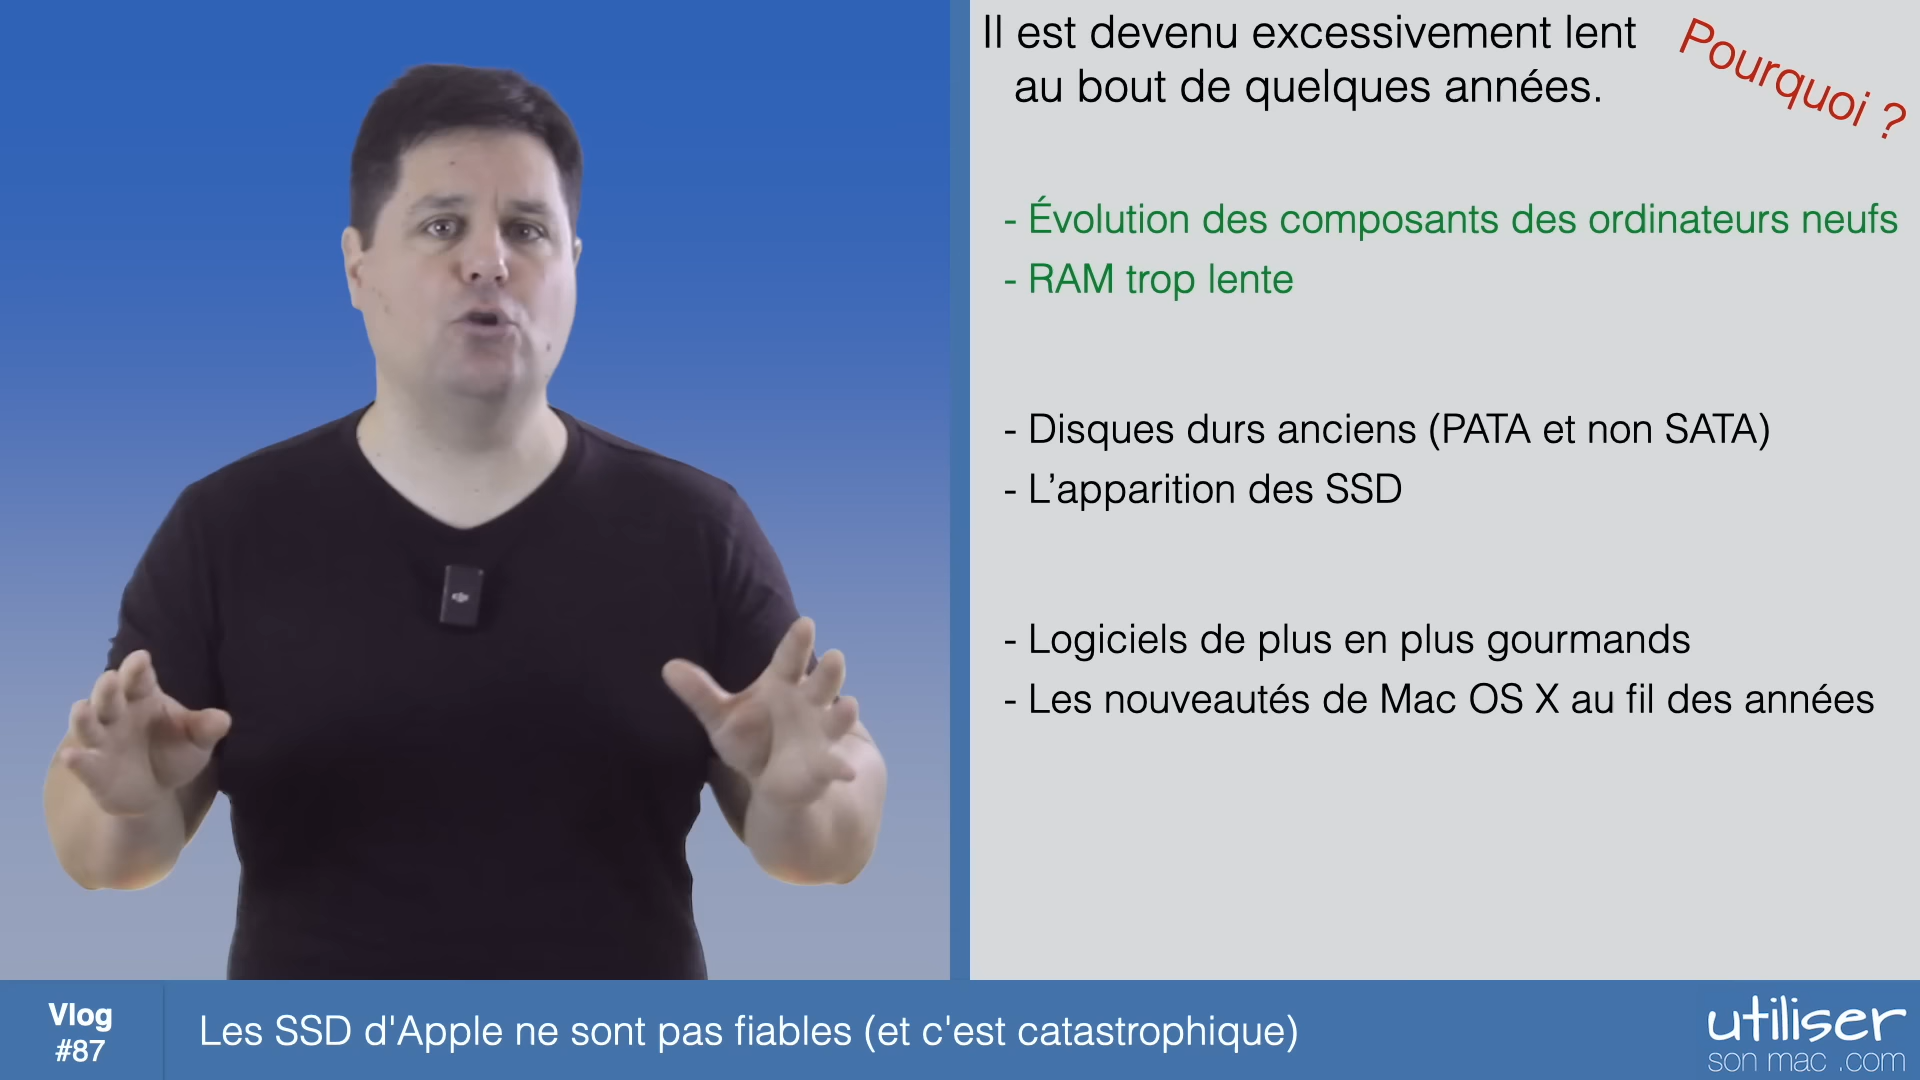 Il est devenu excessivement lent
au bout de quelques années.
Pourquoi ?
- Évolution des composants des ordinateurs neufs
- RAM trop lente
- Disques durs anciens (PATA et non SATA)
- L’apparition des SSD
- Logiciels de plus en plus gourmands
- Les nouveautés de Mac OS X au fil des années
Vlog
#87
Les SSD d'Apple ne sont pas fiables (et c'est catastrophique)
utiliser
son mac .com